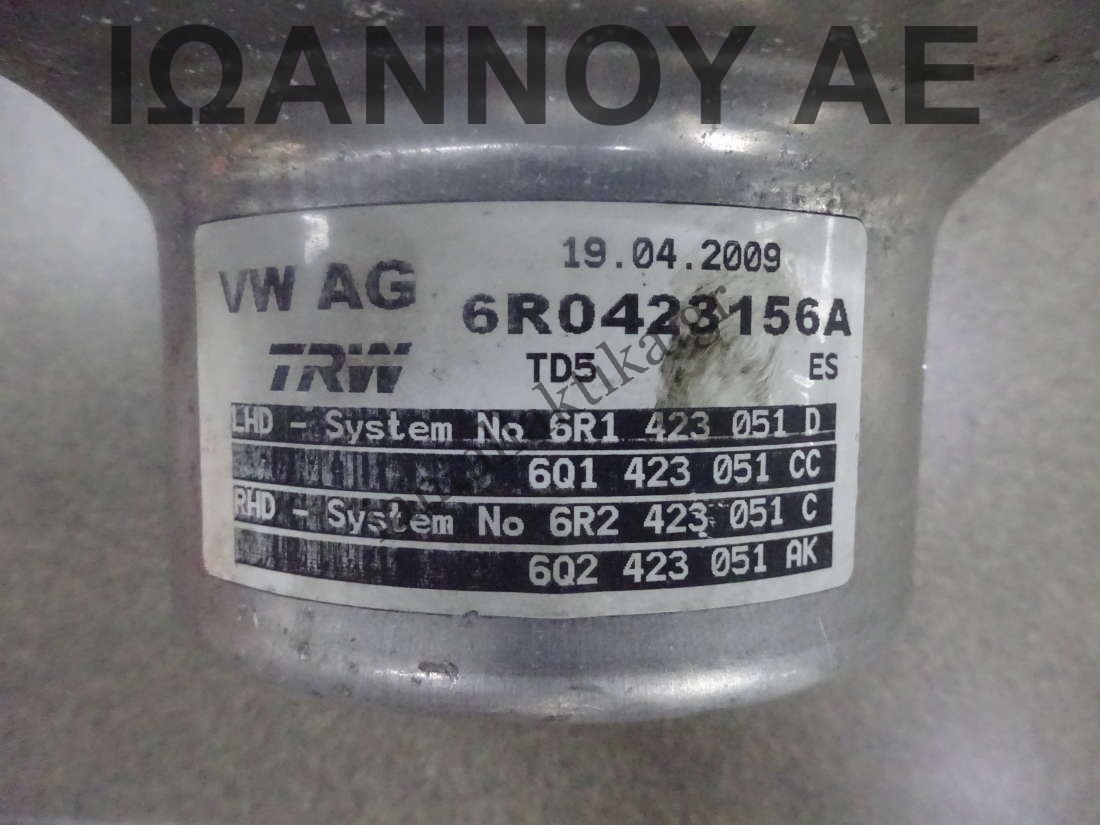 ΙΩΑΝΝΟΥ ΑΕ
19.04.2009
VW AG
6R0423156A
TRW TD5 ES
LHD - System No 6R1 423 051 D
6Q1 423 051 CC
RHD - System No 6R2 423 051 C
6Q2 423 051 AK